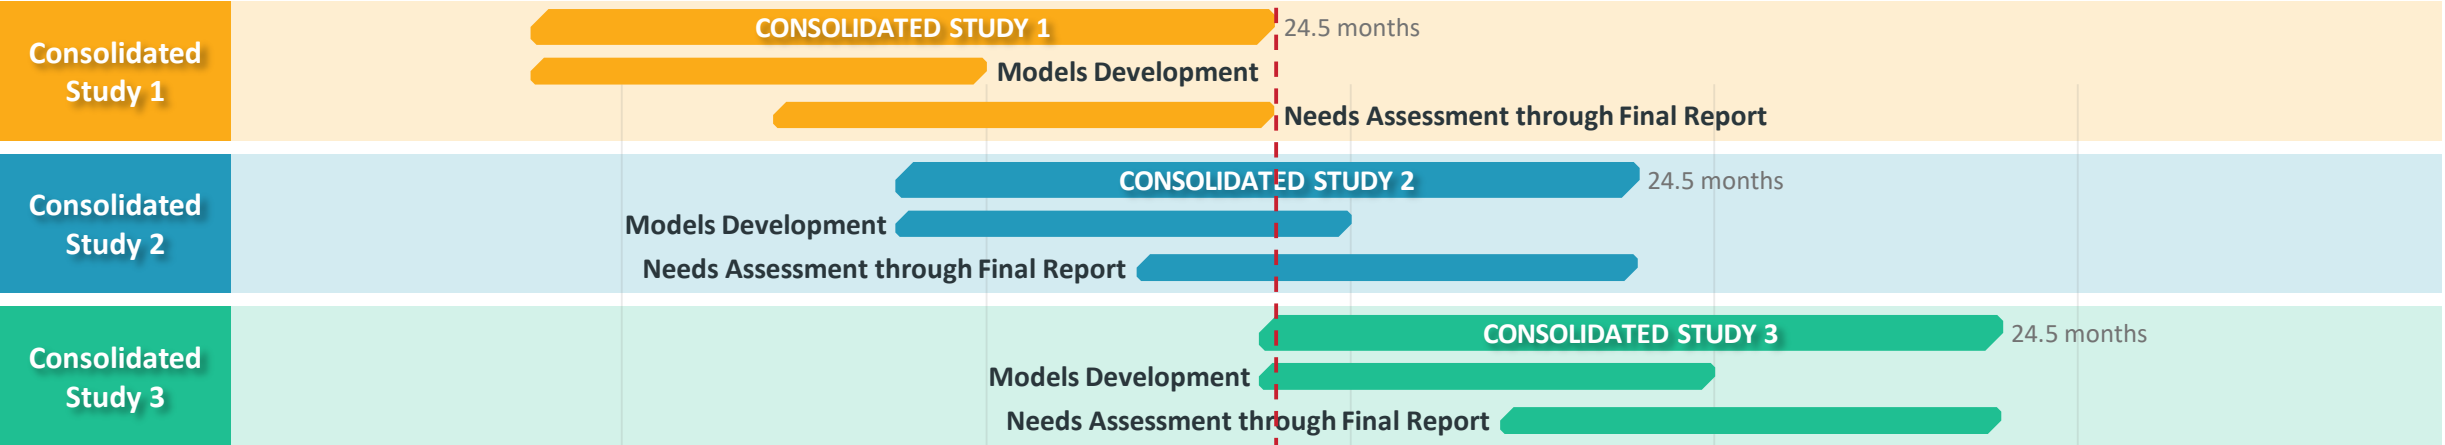 Consolidated
Study 1
CONSOLIDATED STUDY 1
24.5 months
Models Development
Needs Assessment through Final Report
Consolidated
Study 2
CONSOLIDATED STUDY 2
24.5 months
Models Development
Needs Assessment through Final Report
Consolidated
Study 3
CONSOLIDATED STUDY 3
24.5 months
Models Development
Needs Assessment through Final Report